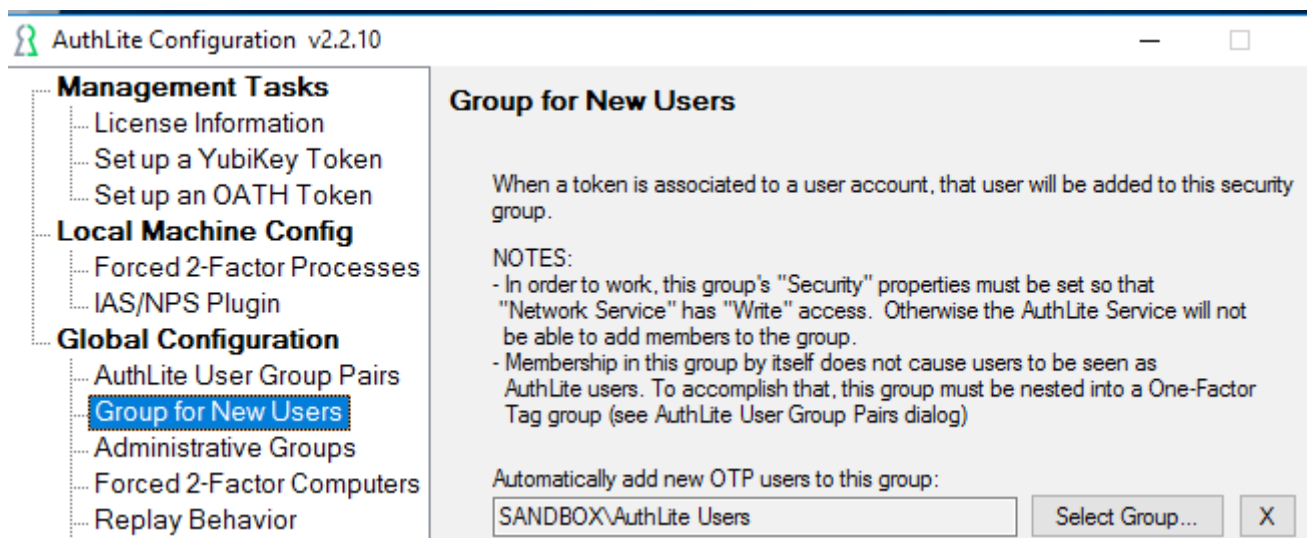 AuthLite Configuration v2.2.10
Management Tasks
License Information
Set up a YubiKey Token
Set up an OATH Token
Local Machine Config
Forced 2-Factor Processes
IAS/NPS Plugin
Global Configuration
AuthLite User Group Pairs
Group for New Users
Administrative Groups
Forced 2-Factor Computers
Replay Behavior
Group for New Users
When a token is associated to a user account, that user will be added to this security
group.
NOTES:
- In order to work, this group's "Security" properties must be set so that
"Network Service" has "Write" access. Otherwise the AuthLite Service will not
be able to add members to the group.
- Membership in this group by itself does not cause users to be seen as
AuthLite users. To accomplish that, this group must be nested into a One-Factor
Tag group (see AuthLite User Group Pairs dialog)
Automatically add new OTP users to this group:
SANDBOX\AuthLite Users
Select Group...
X